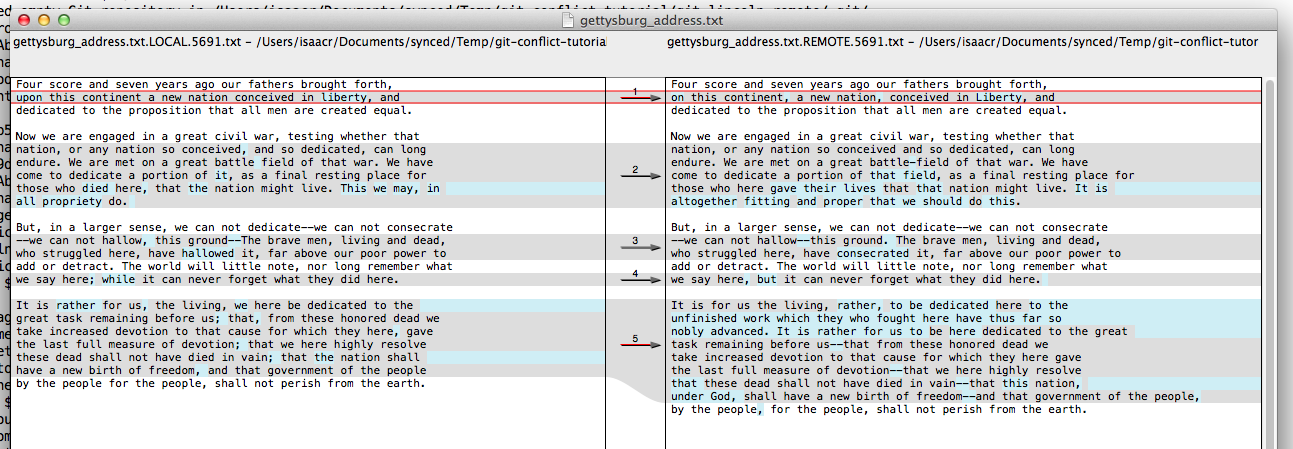 ed empty Git repository in /Users/isaacr/Documents/synced/Temp/git-conflict-tutorial/git-lincoln-remote/.git/
gettysburg_address.txt
gettysburg_address.txt.LOCAL.5691.txt – /Users/isaacr/Documents/synced/Temp/git-conflict-tutorial
gettysburg_address.txt.REMOTE.5691.txt – /Users/isaacr/Documents/synced/Temp/git-conflict-tutor
Four score and seven years ago our fathers brought forth,
upon this continent a new nation conceived in liberty, and
dedicated to the proposition that all men are created equal.
Now we are engaged in a great civil war, testing whether that
nation, or any nation so conceived, and so dedicated, can long
endure. We are met on a great battle field of that war. We have
come to dedicate a portion of it, as a final resting place for
those who died here, that the nation might live. This we may, in
all propriety do.
But, in a larger sense, we can not dedicate--we can not consecrate
--we can not hallow, this ground--The brave men, living and dead,
who struggled here, have hallowed it, far above our poor power to
add or detract. The world will little note, nor long remember what
we say here; while it can never forget what they did here.
It is rather for us, the living, we here be dedicated to the
great task remaining before us; that, from these honored dead we
take increased devotion to that cause for which they here, gave
the last full measure of devotion; that we here highly resolve
these dead shall not have died in vain; that the nation shall
have a new birth of freedom, and that government of the people
by the people for the people, shall not perish from the earth.
1
2
3
4
5
Four score and seven years ago our fathers brought forth,
on this continent, a new nation, conceived in Liberty, and
dedicated to the proposition that all men are created equal.
Now we are engaged in a great civil war, testing whether that
nation, or any nation so conceived and so dedicated, can long
endure. We are met on a great battle-field of that war. We have
come to dedicate a portion of that field, as a final resting place for
those who here gave their lives that that nation might live. It is
altogether fitting and proper that we should do this.
But, in a larger sense, we can not dedicate--we can not consecrate
--we can not hallow--this ground. The brave men, living and dead,
who struggled here, have consecrated it, far above our poor power to
add or detract. The world will little note, nor long remember what
we say here, but it can never forget what they did here.
It is for us the living, rather, to be dedicated here to the
unfinished work which they who fought here have thus far so
nobly advanced. It is rather for us to be here dedicated to the great
task remaining before us--that from these honored dead we
take increased devotion to that cause for which they here gave
the last full measure of devotion--that we here highly resolve
that these dead shall not have died in vain--that this nation,
under God, shall have a new birth of freedom--and that government of the people,
by the people, for the people, shall not perish from the earth.